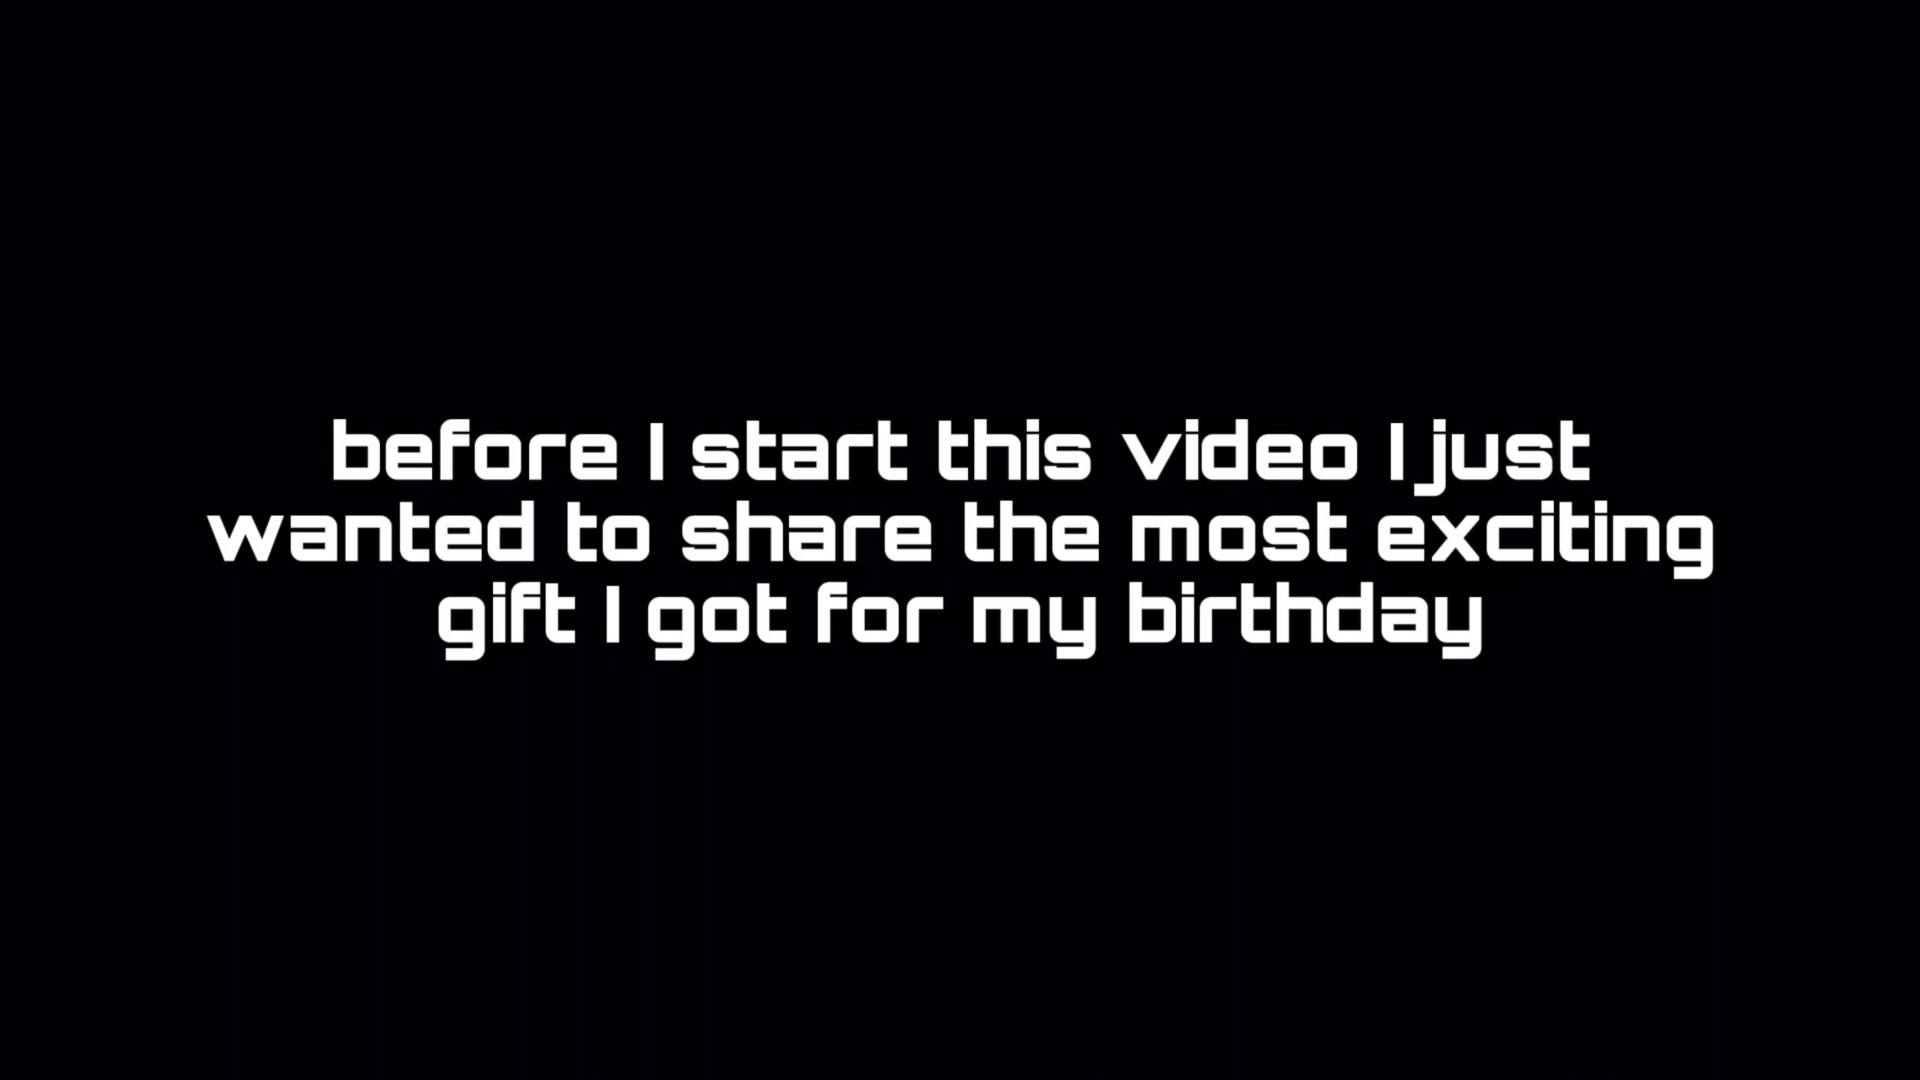 before I start this video I just
wanted to share the most exciting
gift I got for my birthday